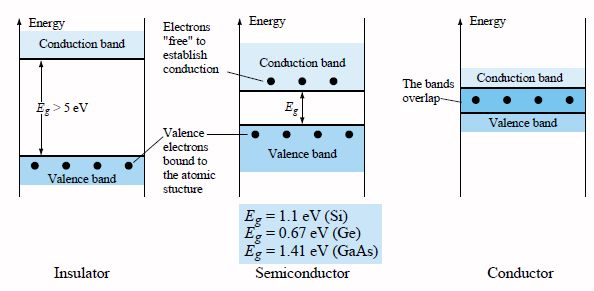 Energy
Conduction band
Eg > 5 eV
Valence band
Insulator
Electrons
"free" to
establish
conduction
Valence
electrons
bound to
the atomic
stucture
Energy
Conduction band
Eg
Valence band
Eg = 1.1 eV (Si)
Eg = 0.67 eV (Ge)
Eg = 1.41 eV (GaAs)
Semiconductor
Energy
The bands
overlap
Conduction band
Valence band
Conductor